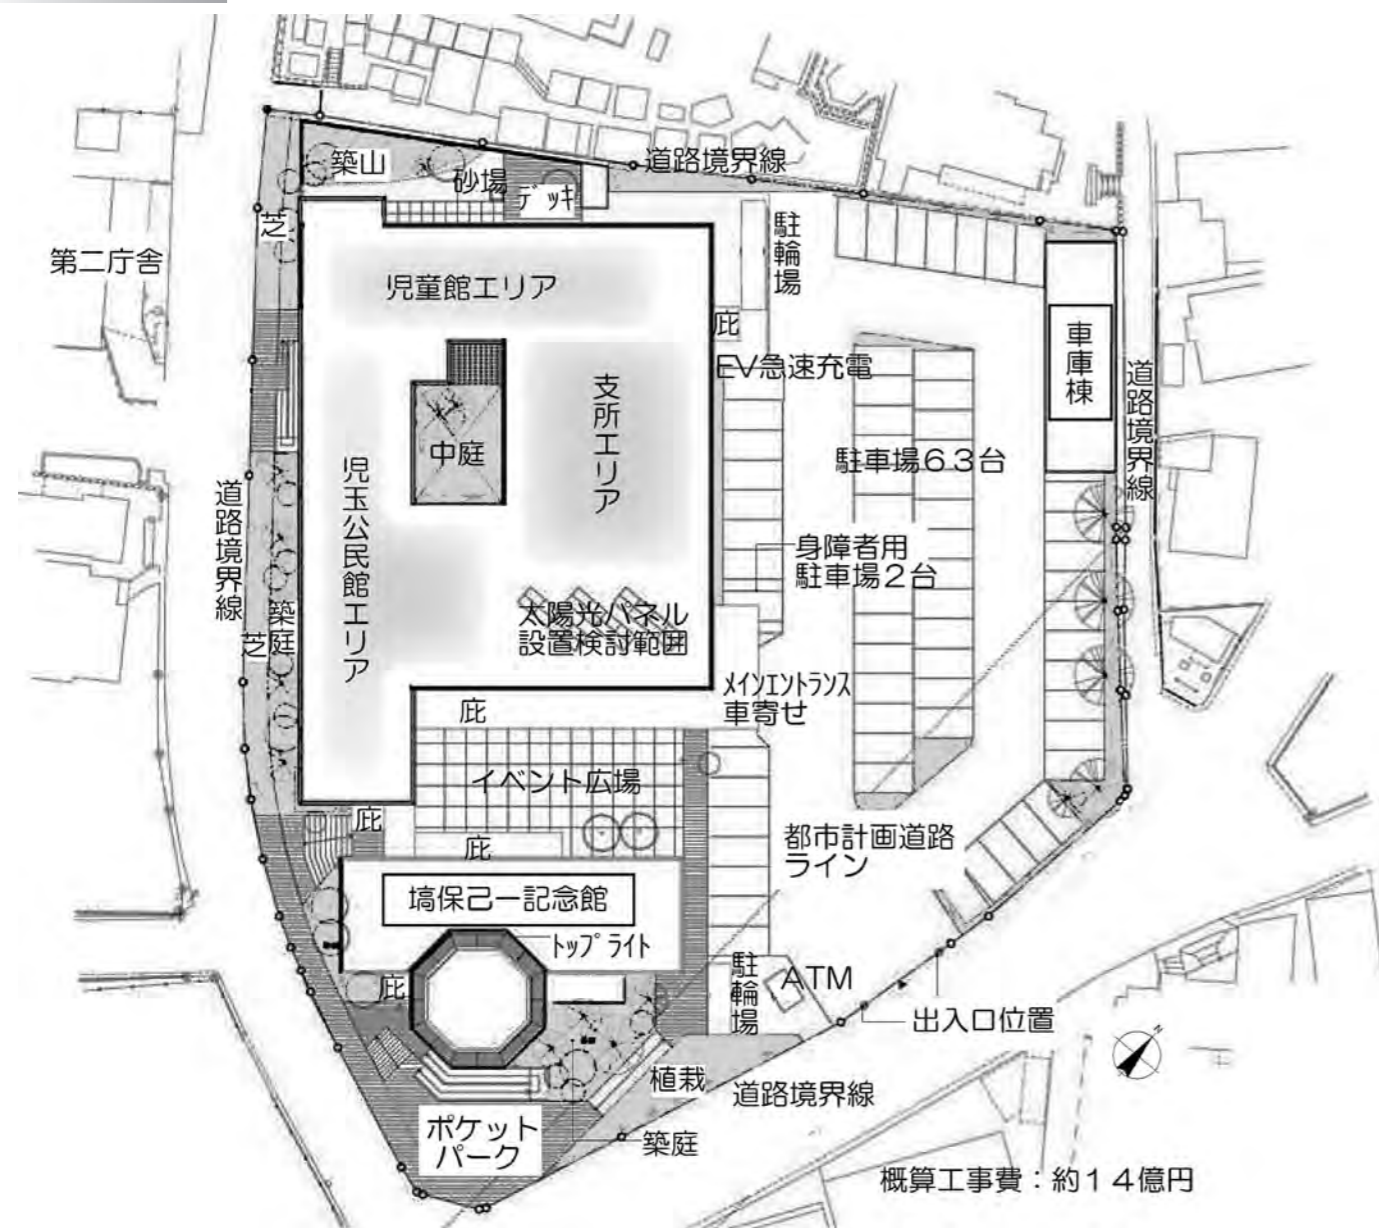 築山
砂場
デッキ
道路境界線
芝
駐輪場
第二庁舎
児童館エリア
庇
車庫棟
EV急速充電
支所エリア
道路境界線
中庭
駐車場63台
児玉公民館エリア
道路境界線
身障者用
駐車場2台
築庭
芝
太陽光パネル
設置検討範囲
メインエントランス
車寄せ
庇
イベント広場
庇
庇
都市計画道路
ライン
塙保己一記念館
トップライト
庇
駐輪場
ATM
出入口位置
N
植栽
道路境界線
ポケット
パーク
築庭
概算工事費:約14億円